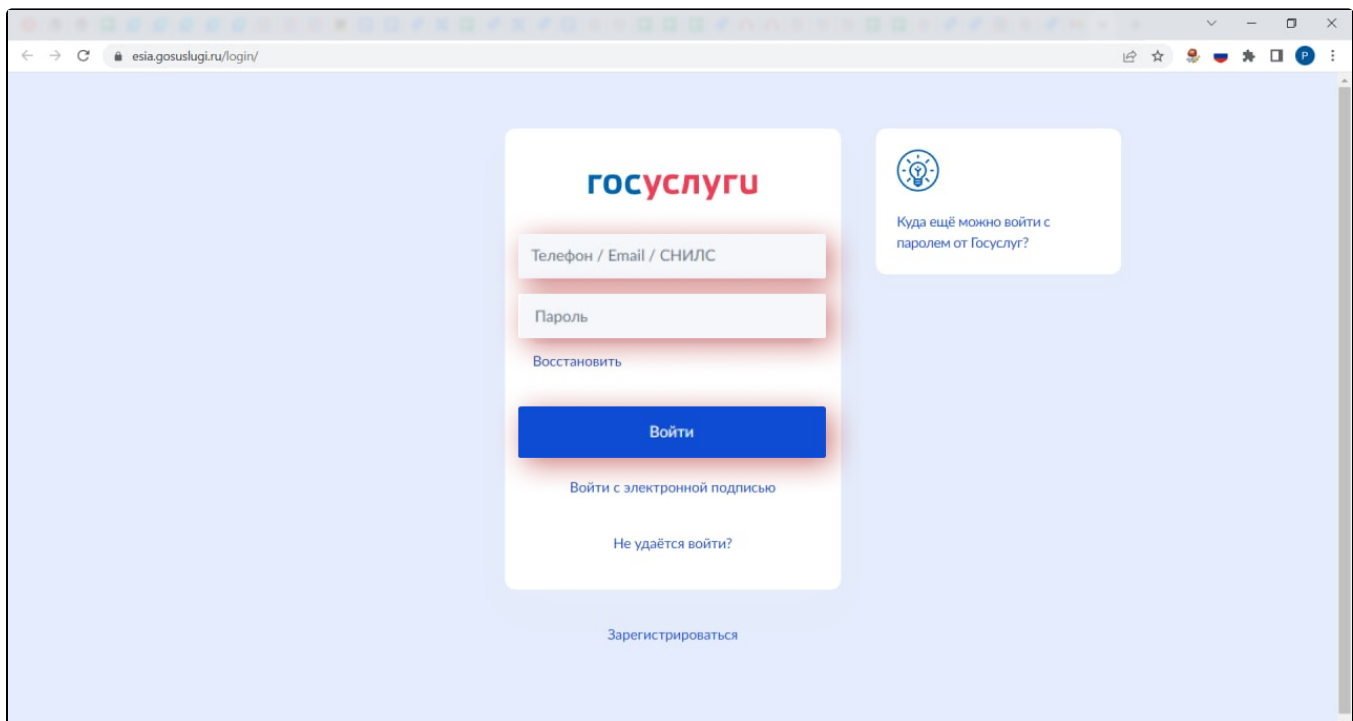 esia.gosuslugi.ru/login/
P
госуслуги
Телефон / Email / СНИЛС
Пароль
Восстановить
Войти
Войти с электронной подписью
Не удаётся войти?
Зарегистрироваться
Куда ещё можно войти с
паролем от Госуслуг?